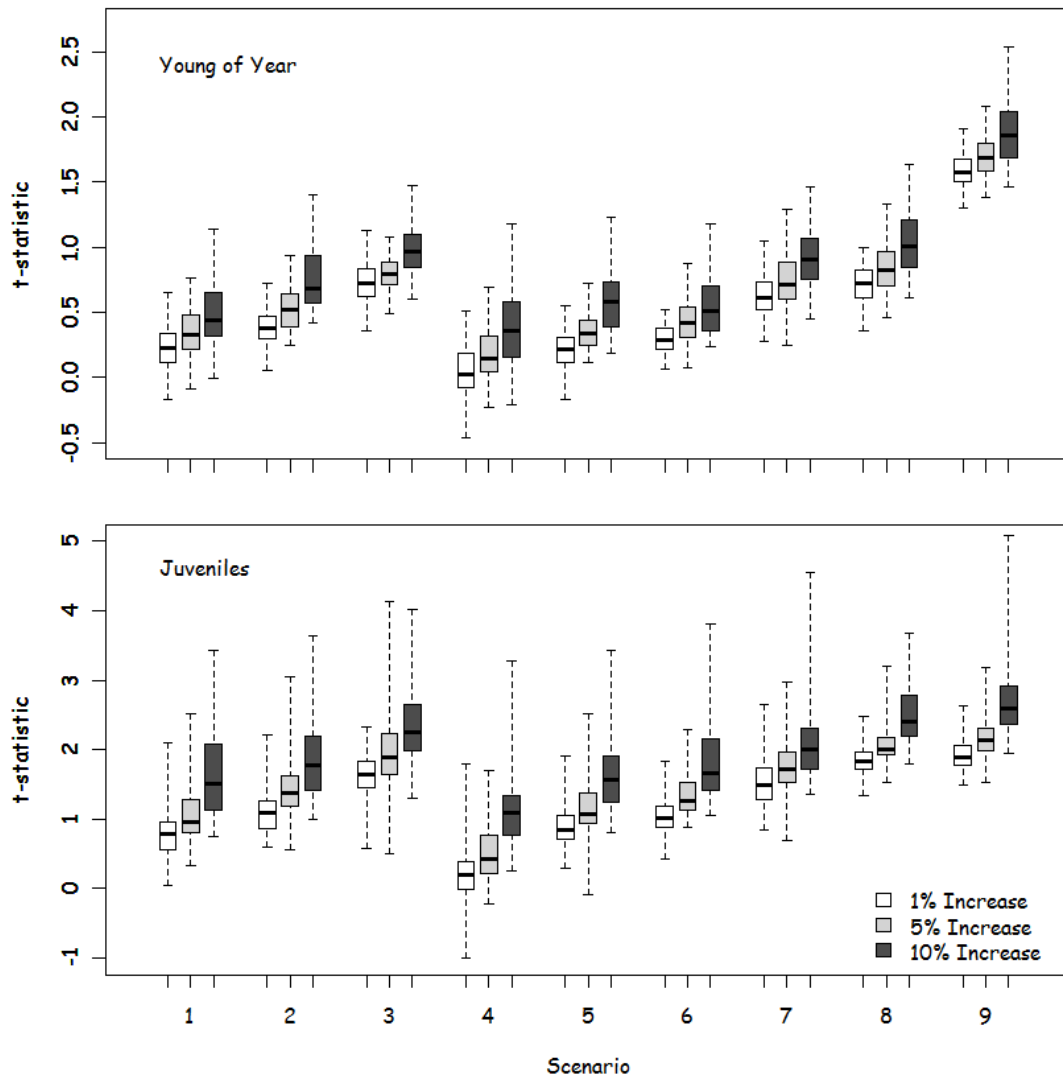 Young of Year
2.5
2.0
1.5
1.0
0.5
0.0
-0.5
t-statistic
Juveniles
5
4
3
2
1
0
-1
t-statistic
1% Increase
5% Increase
10% Increase
1 2 3 4 5 6 7 8 9
Scenario